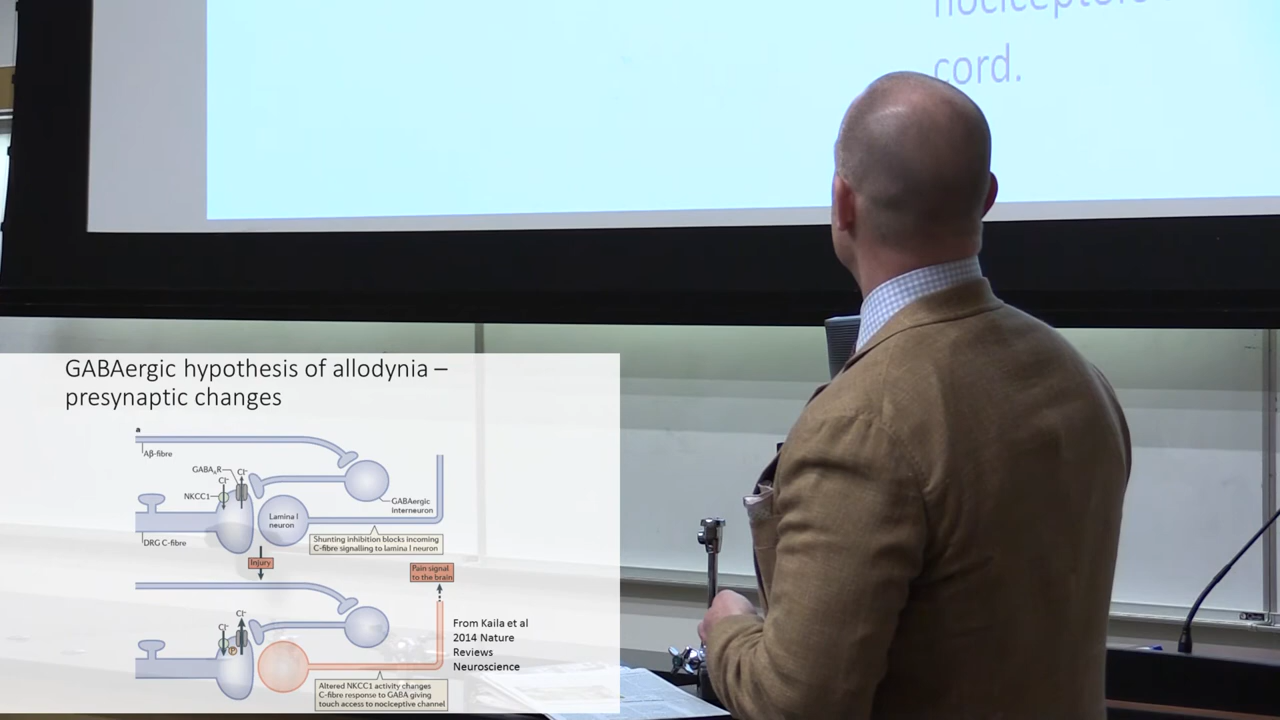 cord.
GABAergic hypothesis of allodynia –
presynaptic changes
a
Aβ-fibre
GABA_AR
Cl⁻
Cl⁻
NKCC1
GABAergic
interneuron
Lamina I
neuron
DRG C-fibre
Shunting inhibition blocks incoming
C-fibre signalling to lamina I neuron
Injury
Pain signal
to the brain
Cl⁻
Cl⁻
P
From Kaila et al
2014 Nature
Reviews
Neuroscience
Altered NKCC1 activity changes
C-fibre response to GABA giving
touch access to nociceptive channel